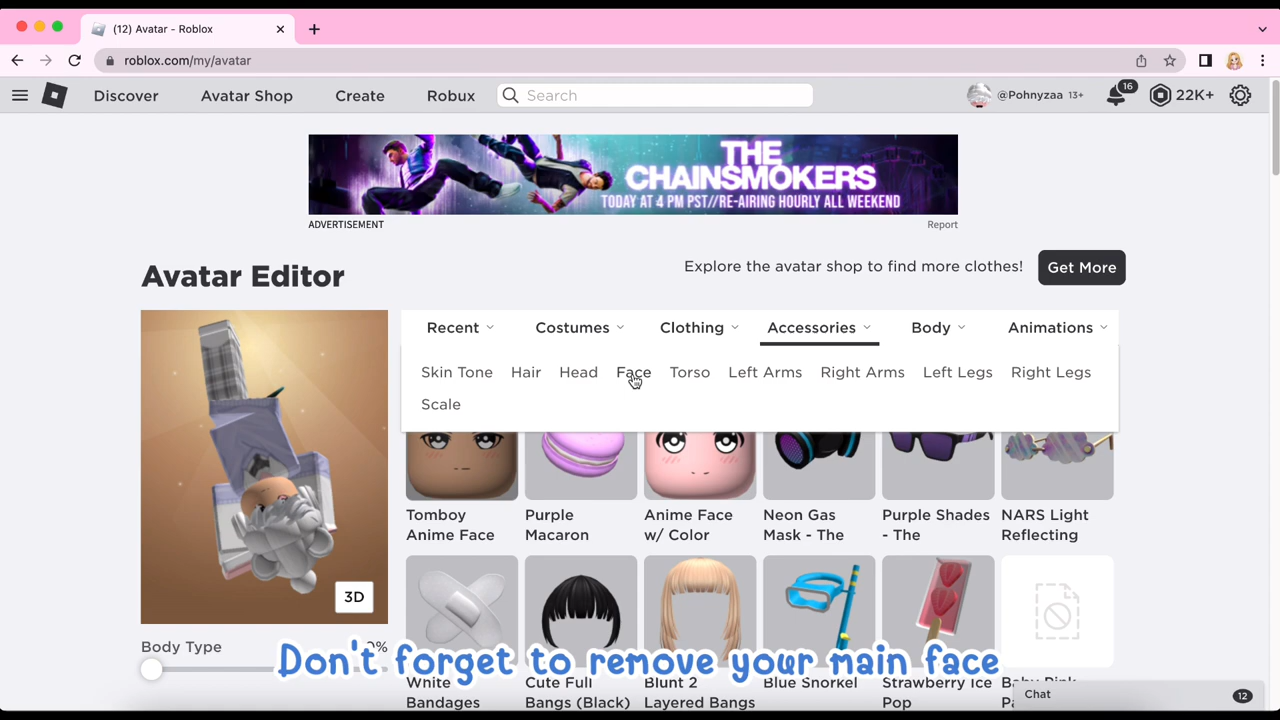 (12) Avatar - Roblox
roblox.com/my/avatar
Discover Avatar Shop Create Robux Search @Pohnyzaa 13+ 16 22K+
THE
CHAINSMOKERS
TODAY AT 4 PM PST//RE-AIRING HOURLY ALL WEEKEND
ADVERTISEMENT Report
Avatar Editor
Explore the avatar shop to find more clothes! Get More
Recent Costumes Clothing Accessories Body Animations
Skin Tone Hair Head Face Torso Left Arms Right Arms Left Legs Right Legs
Scale
Tomboy
Anime Face
Purple
Macaron
Anime Face
w/ Color
Neon Gas
Mask - The
Purple Shades
- The
NARS Light
Reflecting
3D
Body Type 0%
Don't forget to remove your main face
White
Bandages
Cute Full
Bangs (Black)
Blunt 2
Layered Bangs
Blue Snorkel
Strawberry Ice
Pop
Baby Pink
Chat 12